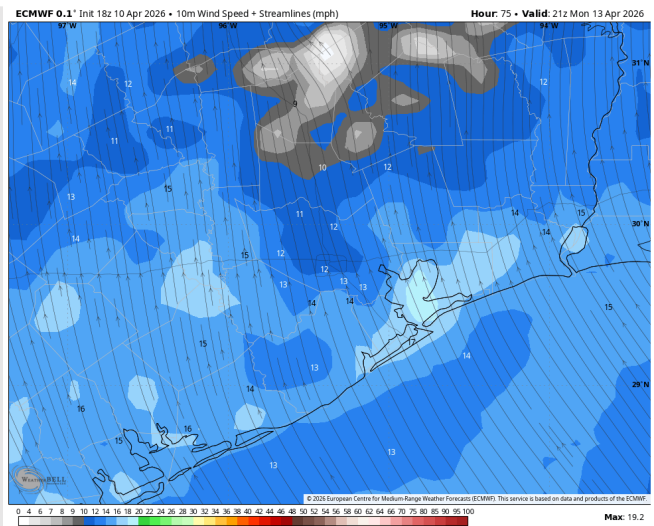 ECMWF 0.1° Init 18z 10 Apr 2026 • 10m Wind Speed + Streamlines (mph) Hour: 75 • Valid: 21z Mon 13 Apr 2026
97°W 96°W 95°W 94°W
31°N
14 12 12
9
11 11
10 12
15
13
11 14 15 30°N
14 12 14
15 12
12 13 13
13 14 14
15
15 17
14
13
14 29°N
16
16
15
13 13
WEATHERBELL
© 2026 European Centre for Medium-Range Weather Forecasts (ECMWF). This service is based on data and products of the ECMWF.
0 2 4 6 8 9 10 12 14 16 18 20 22 24 26 28 30 32 34 36 38 40 42 44 46 48 50 52 54 56 58 60 65 70 75 80 85 90 95 100 Max: 19.2